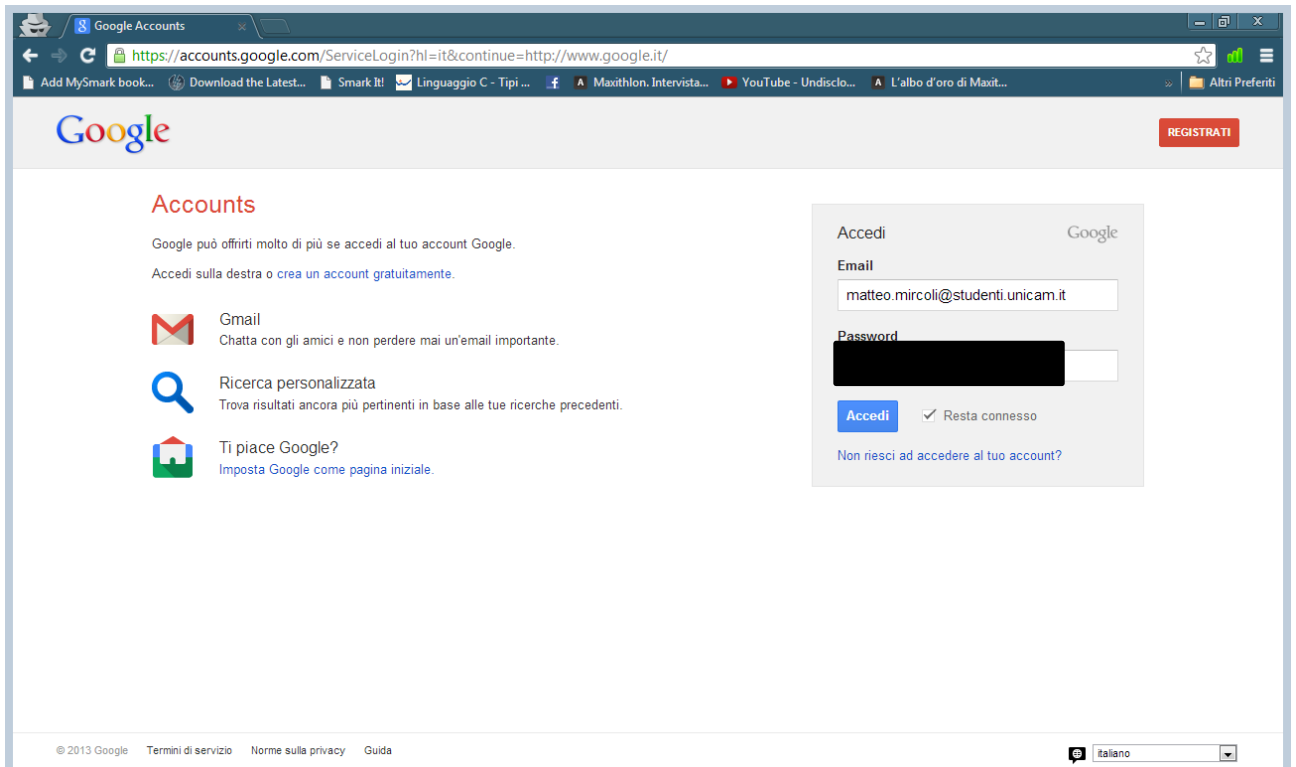 Google Accounts
https://accounts.google.com/ServiceLogin?hl=it&continue=http://www.google.it/
Add MySmark book... Download the Latest... Smark It! Linguaggio C - Tipi ... Maxithlon. Intervista... YouTube - Undisclo... L'albo d'oro di Maxit... » Altri Preferiti
Google
REGISTRATI
Accounts
Google può offrirti molto di più se accedi al tuo account Google.
Accedi sulla destra o crea un account gratuitamente.
Gmail
Chatta con gli amici e non perdere mai un'email importante.
Ricerca personalizzata
Trova risultati ancora più pertinenti in base alle tue ricerche precedenti.
Ti piace Google?
Imposta Google come pagina iniziale.
Accedi Google
Email
matteo.mircoli@studenti.unicam.it
Password
Accedi Resta connesso
Non riesci ad accedere al tuo account?
© 2013 Google Termini di servizio Norme sulla privacy Guida
italiano